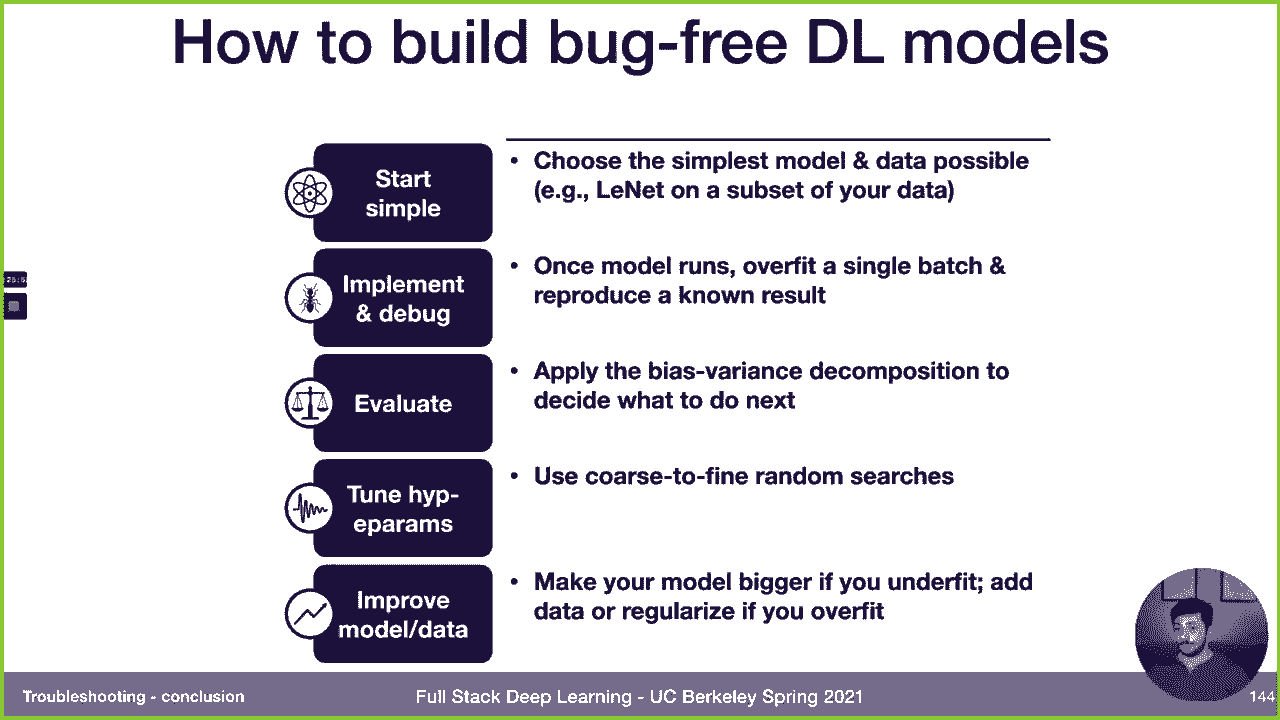 How to build bug-free DL models
Start
simple
• Choose the simplest model & data possible
(e.g., LeNet on a subset of your data)
Implement
& debug
• Once model runs, overfit a single batch &
reproduce a known result
Evaluate
• Apply the bias-variance decomposition to
decide what to do next
Tune hyp-
eparams
• Use coarse-to-fine random searches
Improve
model/data
• Make your model bigger if you underfit; add
data or regularize if you overfit
Troubleshooting - conclusion
Full Stack Deep Learning - UC Berkeley Spring 2021
144